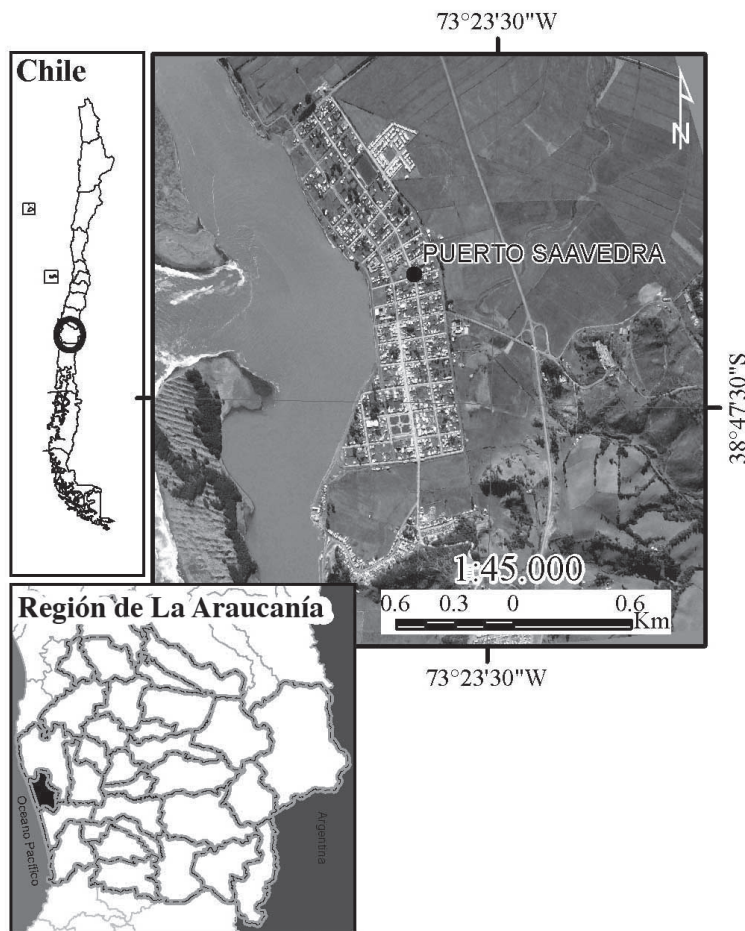 73°23'30"W
Chile
N
PUERTO SAAVEDRA
38°47'30"S
1:45.000
0.6 0.3 0 0.6
Km
Región de La Araucanía
73°23'30"W
Oceano Pacífico
Argentina